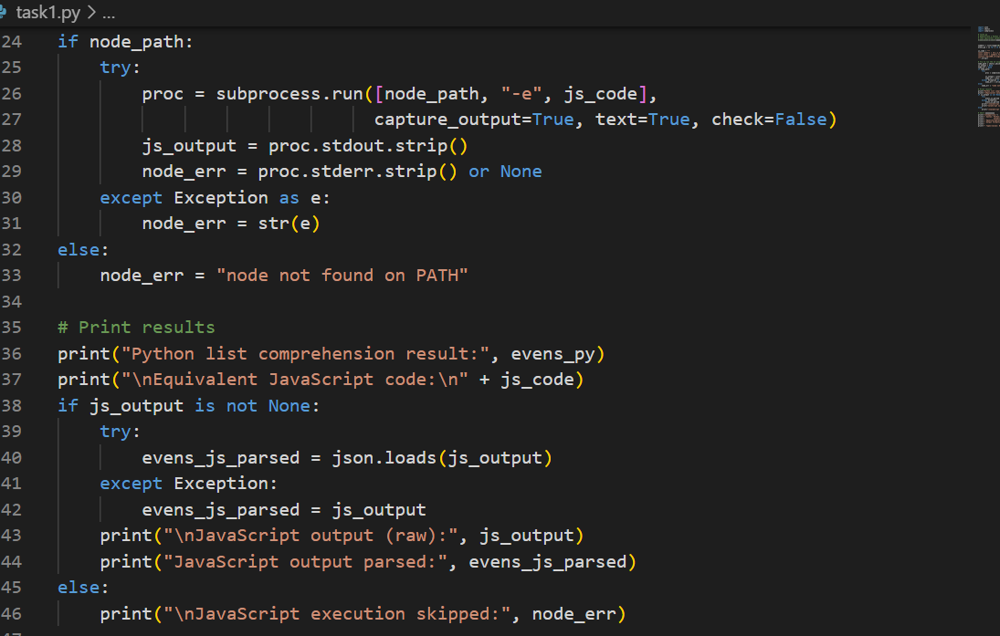 task1.py > ...
24 if node_path:
25     try:
26         proc = subprocess.run([node_path, "-e", js_code],
27                               capture_output=True, text=True, check=False)
28         js_output = proc.stdout.strip()
29         node_err = proc.stderr.strip() or None
30     except Exception as e:
31         node_err = str(e)
32 else:
33     node_err = "node not found on PATH"
34
35 # Print results
36 print("Python list comprehension result:", evens_py)
37 print("\nEquivalent JavaScript code:\n" + js_code)
38 if js_output is not None:
39     try:
40         evens_js_parsed = json.loads(js_output)
41     except Exception:
42         evens_js_parsed = js_output
43     print("\nJavaScript output (raw):", js_output)
44     print("JavaScript output parsed:", evens_js_parsed)
45 else:
46     print("\nJavaScript execution skipped:", node_err)